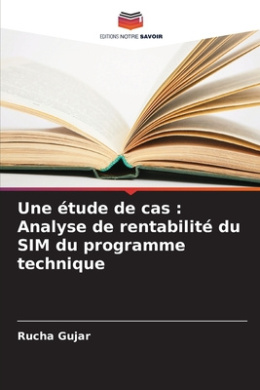 EDITIONS NOTRE SAVOIR
Une étude de cas :
Analyse de rentabilité du
SIM du programme
technique
Rucha Gujar